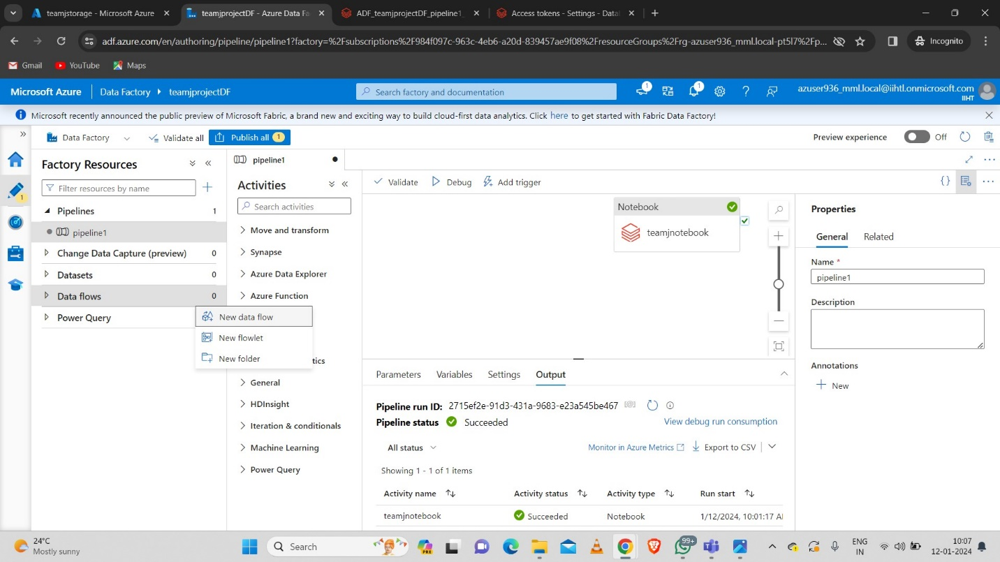 teamjstorage - Microsoft Azure
teamjprojectDF - Azure Data Fa
ADF_teamjprojectDF_pipeline1_
Access tokens - Settings - Data
adf.azure.com/en/authoring/pipeline/pipeline1?factory=%2Fsubscriptions%2F984f097c-963c-4eb6-a20d-839457ae9f08%2FresourceGroups%2Frg-azuser936_mml.local-pt5l7%2Fp...
Incognito
Gmail
YouTube
Maps
Microsoft Azure
Data Factory
teamjprojectDF
Search factory and documentation
1
1
azuser936_mml.local@iihtl.onmicrosoft.com
IIHT
Microsoft recently announced the public preview of Microsoft Fabric, a brand new and exciting way to build cloud-first data analytics. Click here to get started with Fabric Data Factory!
Data Factory
Validate all
Publish all 1
Preview experience
Off
Factory Resources
Filter resources by name
1
Pipelines 1
pipeline1
Change Data Capture (preview) 0
Datasets 0
Data flows 0
Power Query
New data flow
New flowlet
New folder
pipeline1
Activities
Search activities
Move and transform
Synapse
Azure Data Explorer
Azure Function
tics
General
HDInsight
Iteration & conditionals
Machine Learning
Power Query
Validate
Debug
Add trigger
Notebook
teamjnotebook
Parameters
Variables
Settings
Output
Pipeline run ID: 2715ef2e-91d3-431a-9683-e23a545be467
Pipeline status Succeeded
View debug run consumption
All status
Monitor in Azure Metrics
Export to CSV
Showing 1 - 1 of 1 items
Activity name
Activity status
Activity type
Run start
teamjnotebook
Succeeded
Notebook
1/12/2024, 10:01:17 A
Properties
General
Related
Name *
pipeline1
Description
Annotations
New
24°C
Mostly sunny
Search
PRE
99+
ENG
IN
10:07
12-01-2024